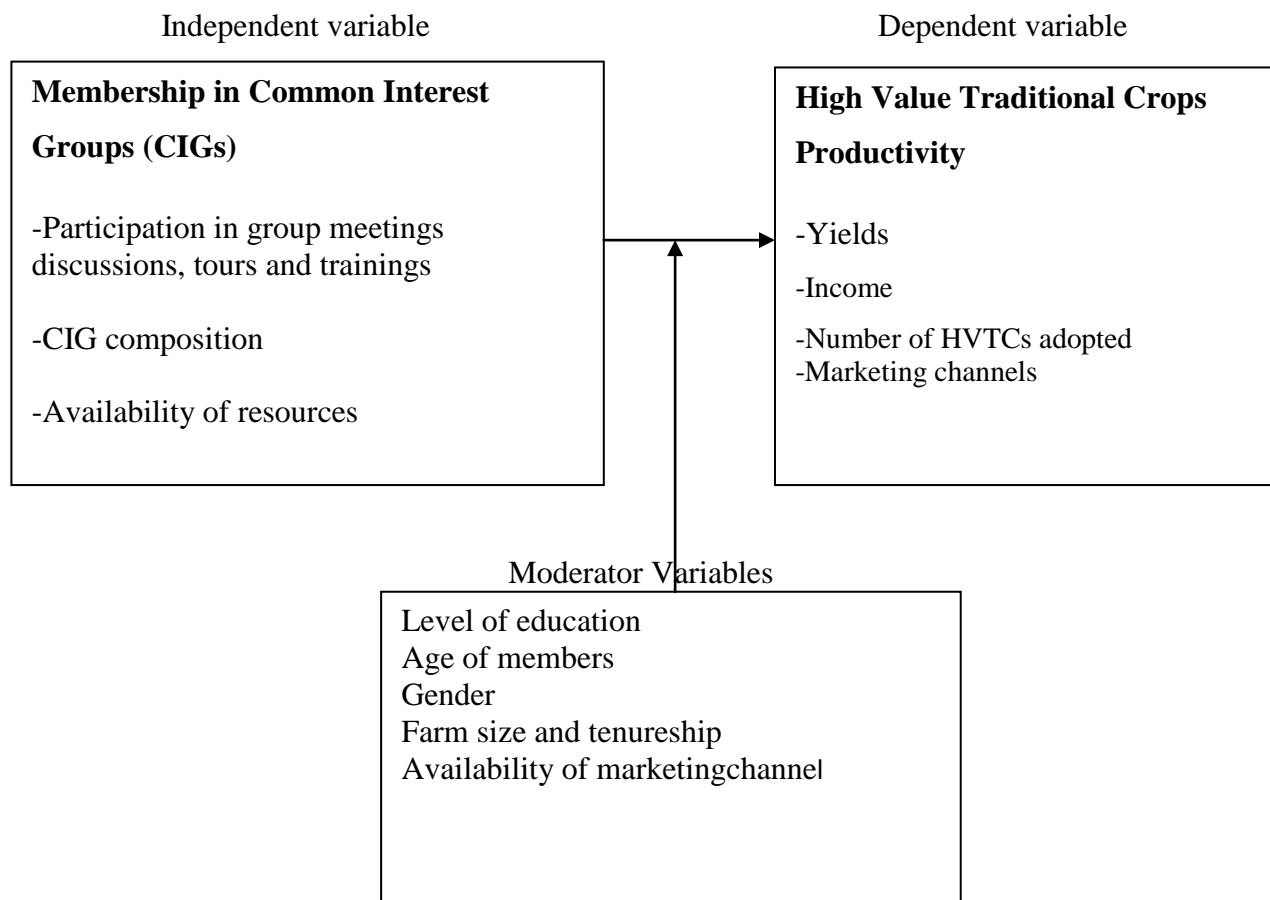 Independent variable
Membership in Common Interest
Groups (CIGs)
-Participation in group meetings
discussions, tours and trainings
-CIG composition
-Availability of resources
Dependent variable
High Value Traditional Crops
Productivity
-Yields
-Income
-Number of HVTCs adopted
-Marketing channels
Moderator Variables
Level of education
Age of members
Gender
Farm size and tenureship
Availability of marketingchannel